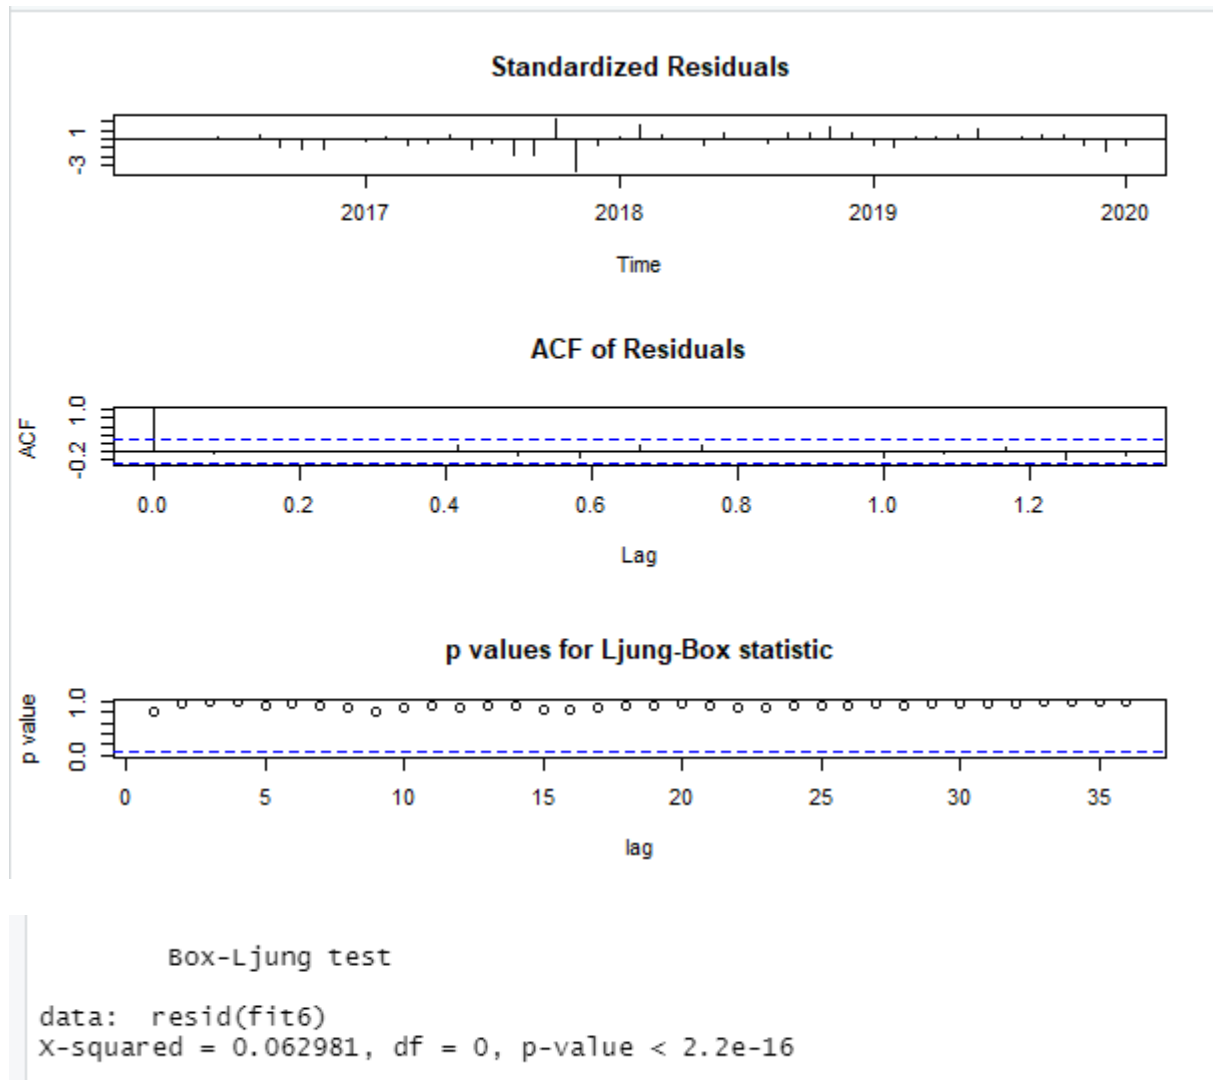 Standardized Residuals
1
-3
2017 2018 2019 2020
Time
ACF of Residuals
ACF
1.0
-0.2
0.0 0.2 0.4 0.6 0.8 1.0 1.2
Lag
p values for Ljung-Box statistic
p value
1.0
0.0
0 5 10 15 20 25 30 35
lag
Box-Ljung test
data: resid(fit6)
X-squared = 0.062981, df = 0, p-value < 2.2e-16